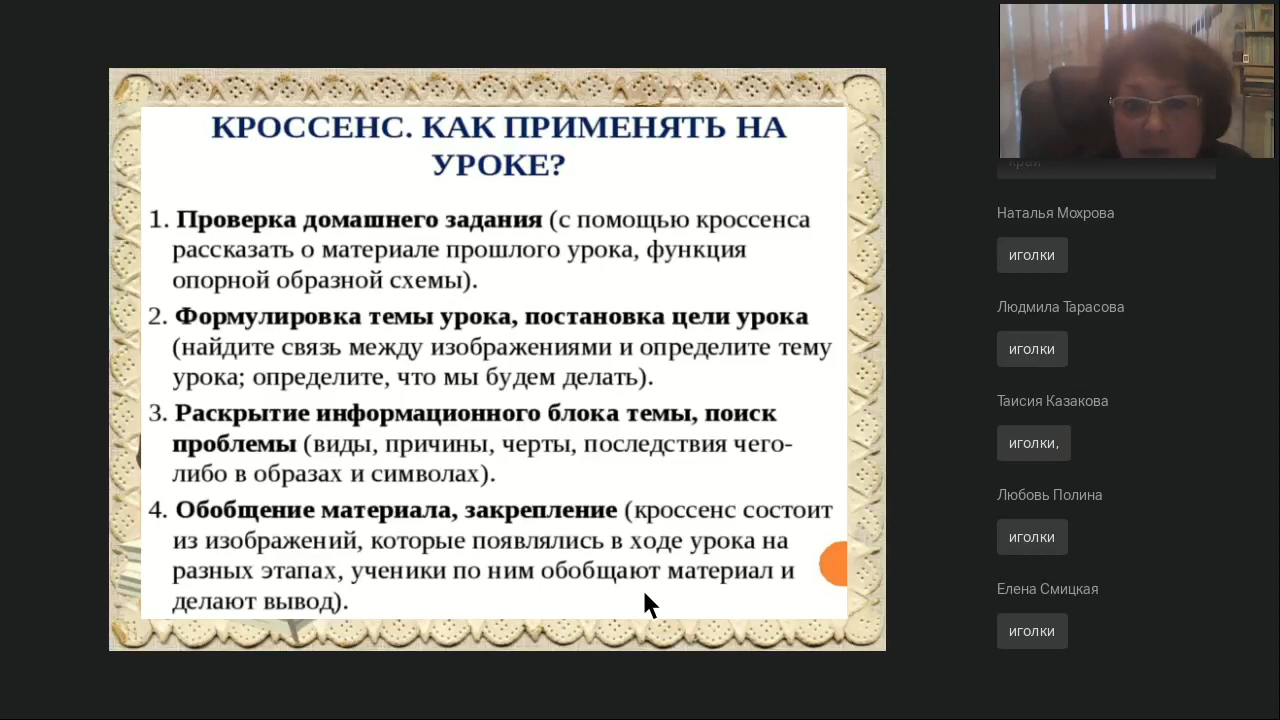 КРОССЕНС. КАК ПРИМЕНЯТЬ НА
УРОКЕ?
1. Проверка домашнего задания (с помощью кроссенса
рассказать о материале прошлого урока, функция
опорной образной схемы).
2. Формулировка темы урока, постановка цели урока
(найдите связь между изображениями и определите тему
урока; определите, что мы будем делать).
3. Раскрытие информационного блока темы, поиск
проблемы (виды, причины, черты, последствия чего-
либо в образах и символах).
4. Обобщение материала, закрепление (кроссенс состоит
из изображений, которые появлялись в ходе урока на
разных этапах, ученики по ним обобщают материал и
делают вывод).
Наталья Мохрова
иголки
Людмила Тарасова
иголки
Таисия Казакова
иголки,
Любовь Полина
иголки
Елена Смицкая
иголки